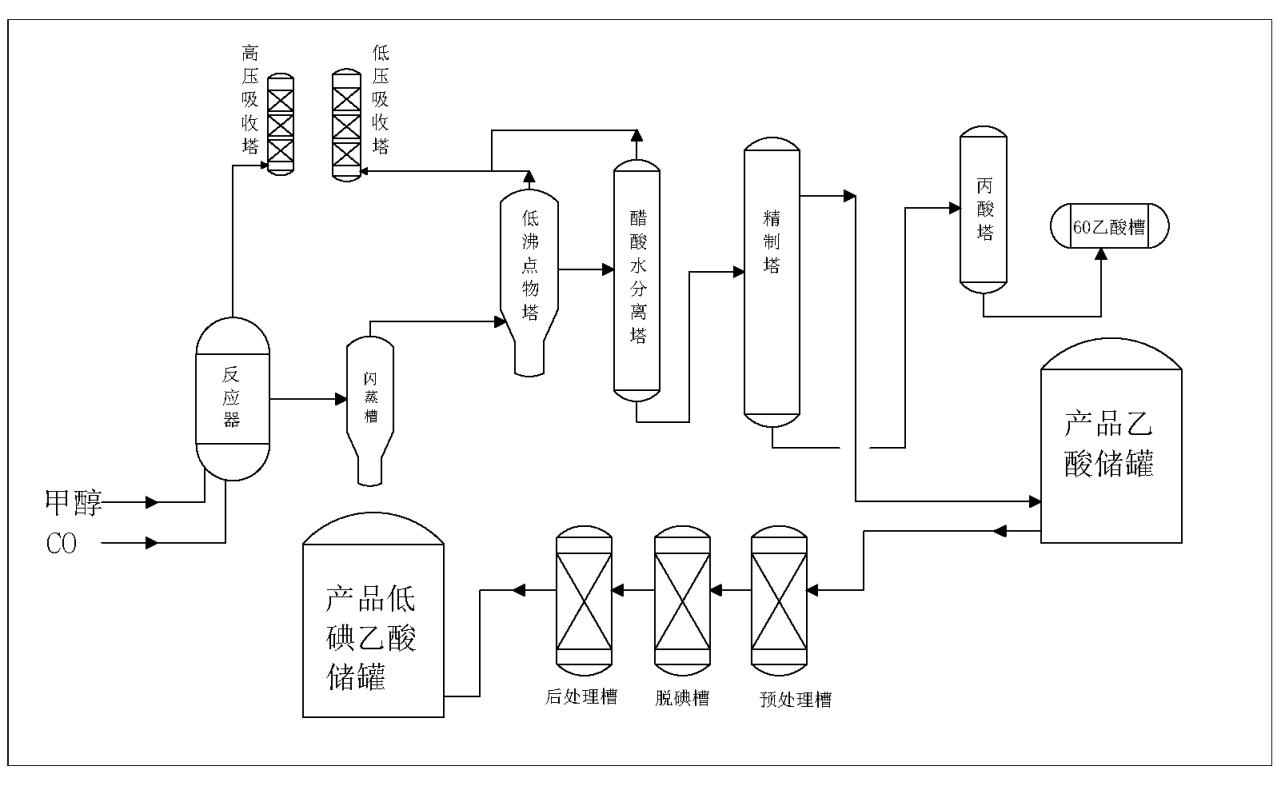 高压吸收塔
低压吸收塔
低沸点物塔
醋酸水分离塔
精制塔
丙酸塔
60乙酸槽
反应器
闪蒸槽
产品乙
酸储罐
甲醇
CO
产品低
碘乙酸
储罐
后处理槽
脱碘槽
预处理槽